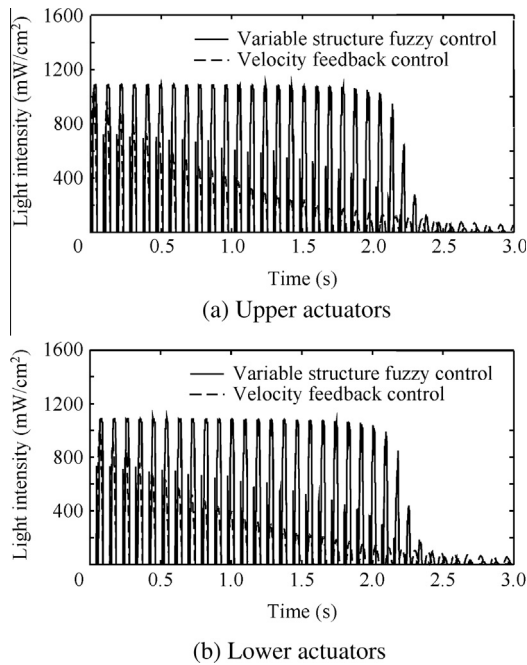 1600
Variable structure fuzzy control
Velocity feedback control
1200
800
400
0 0.5 1.0 1.5 2.0 2.5 3.0
Light intensity (mW/cm²)
Time (s)
(a) Upper actuators
1600
Variable structure fuzzy control
Velocity feedback control
1200
800
400
0 0.5 1.0 1.5 2.0 2.5 3.0
Light intensity (mW/cm²)
Time (s)
(b) Lower actuators